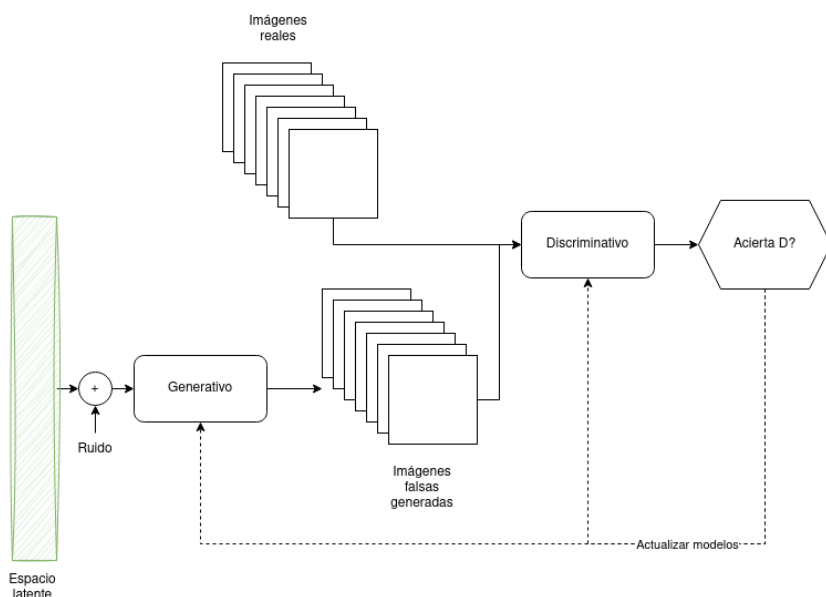 Imágenes
reales
Discriminativo
Acierta D?
Generativo
+
Ruido
Imágenes
falsas
generadas
Actualizar modelos
Espacio
latente